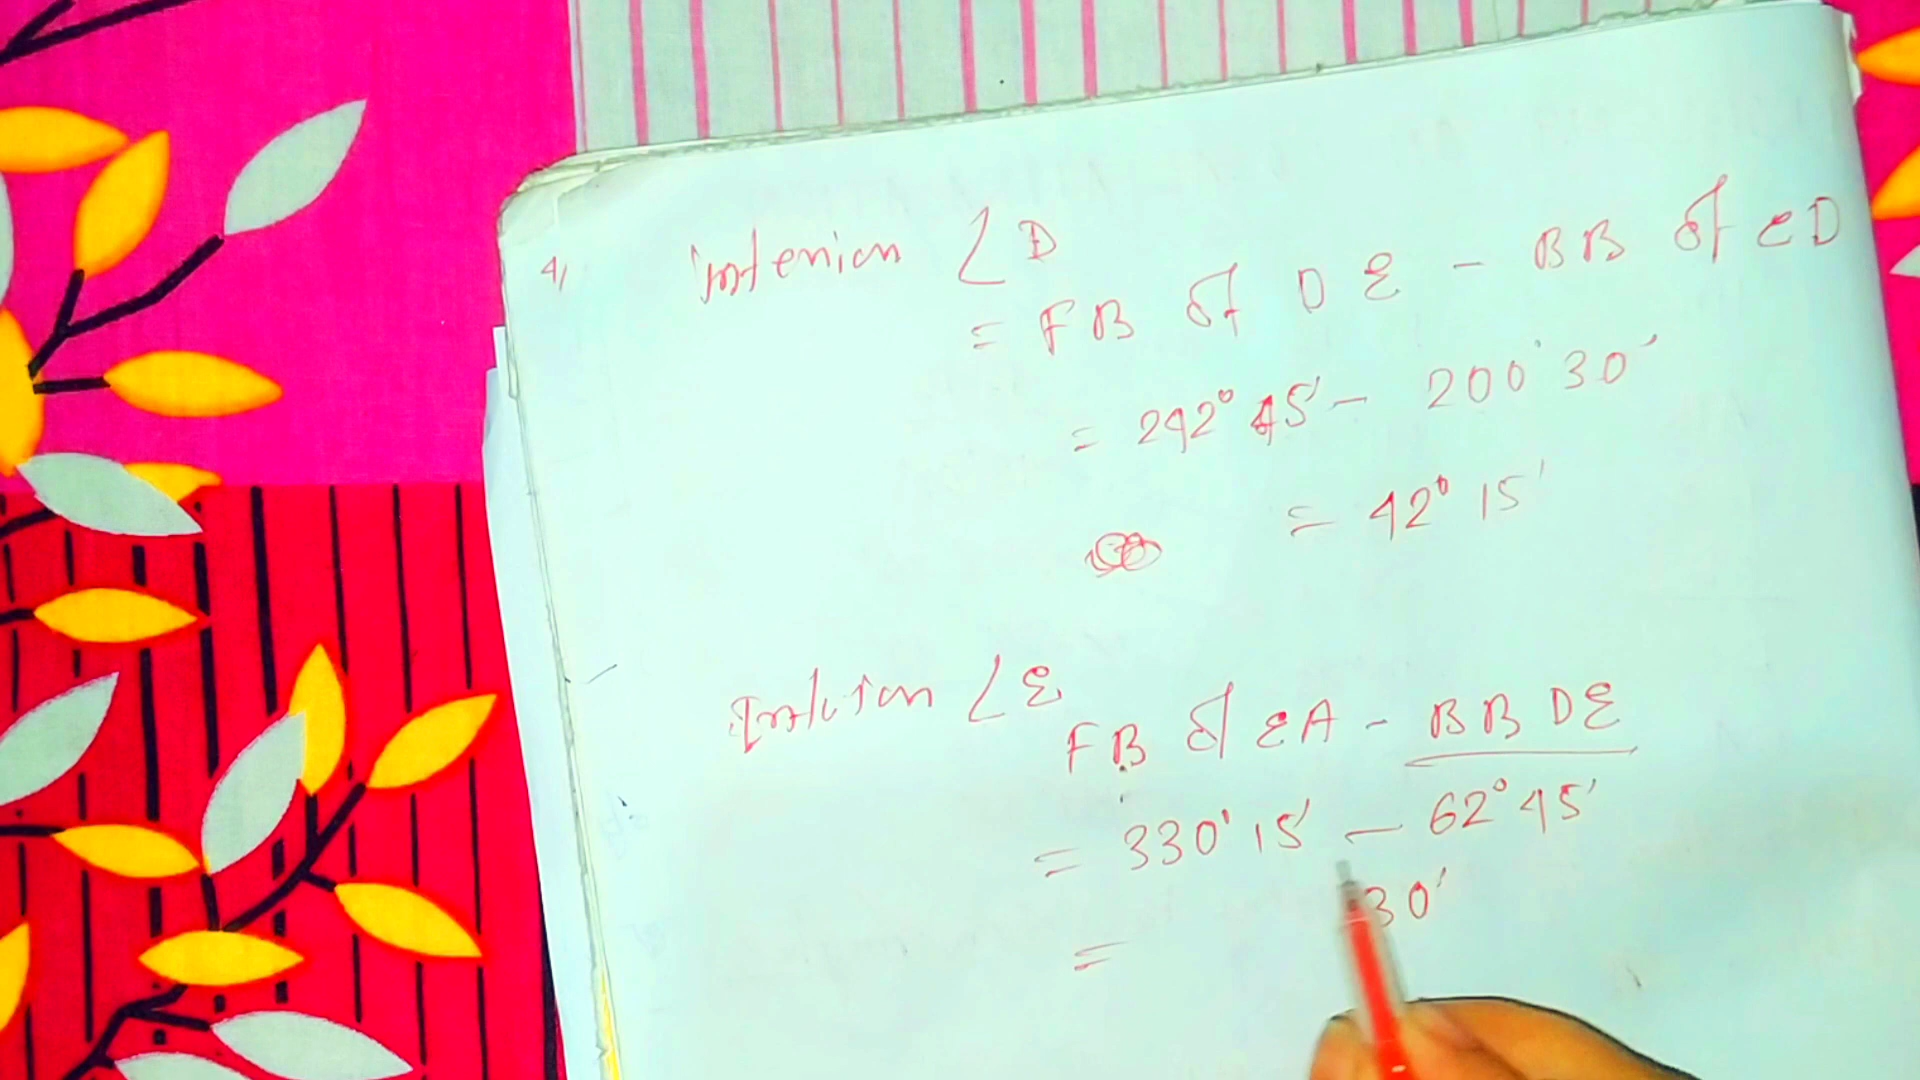 4) interior ∠D
= FB of DE - BB of CD
= 242° 45' - 200° 30'
= 42° 15'
Interior ∠E
FB of EA - BB DE
= 330° 15' - 62° 45'
= 30'